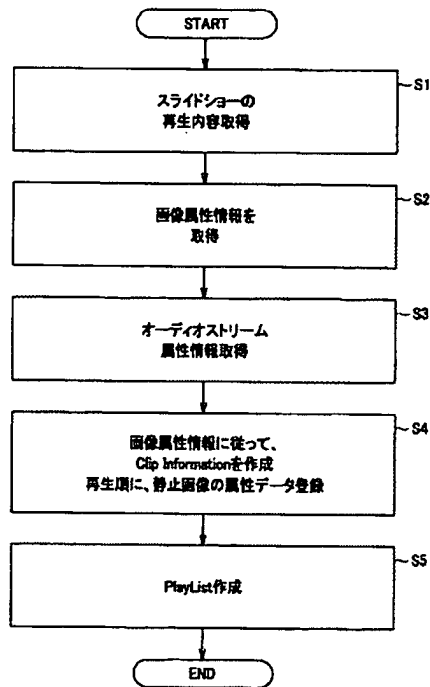 START
S1
スライドショーの
再生内容取得
S2
画像属性情報を
取得
S3
オーディオストリーム
属性情報取得
S4
画像属性情報に従って、
Clip Informationを作成
再生順に、静止画像の属性データ登録
S5
PlayList作成
END